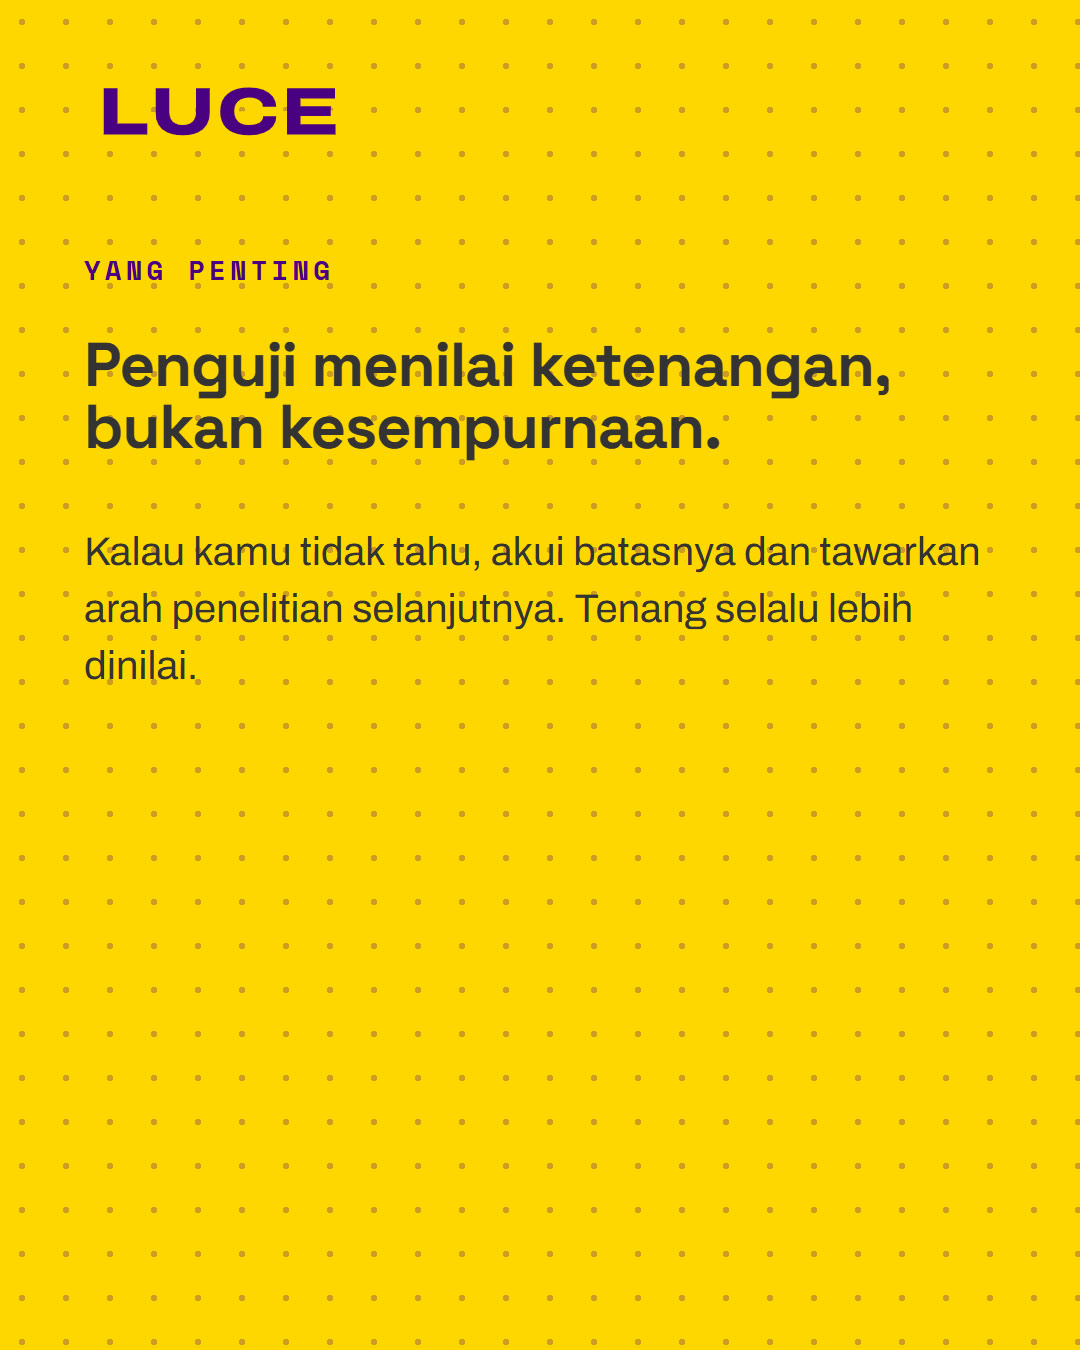 LUCE
YANG PENTING
Penguji menilai ketenangan,
bukan kesempurnaan.
Kalau kamu tidak tahu, akui batasnya dan tawarkan
arah penelitian selanjutnya. Tenang selalu lebih
dinilai.